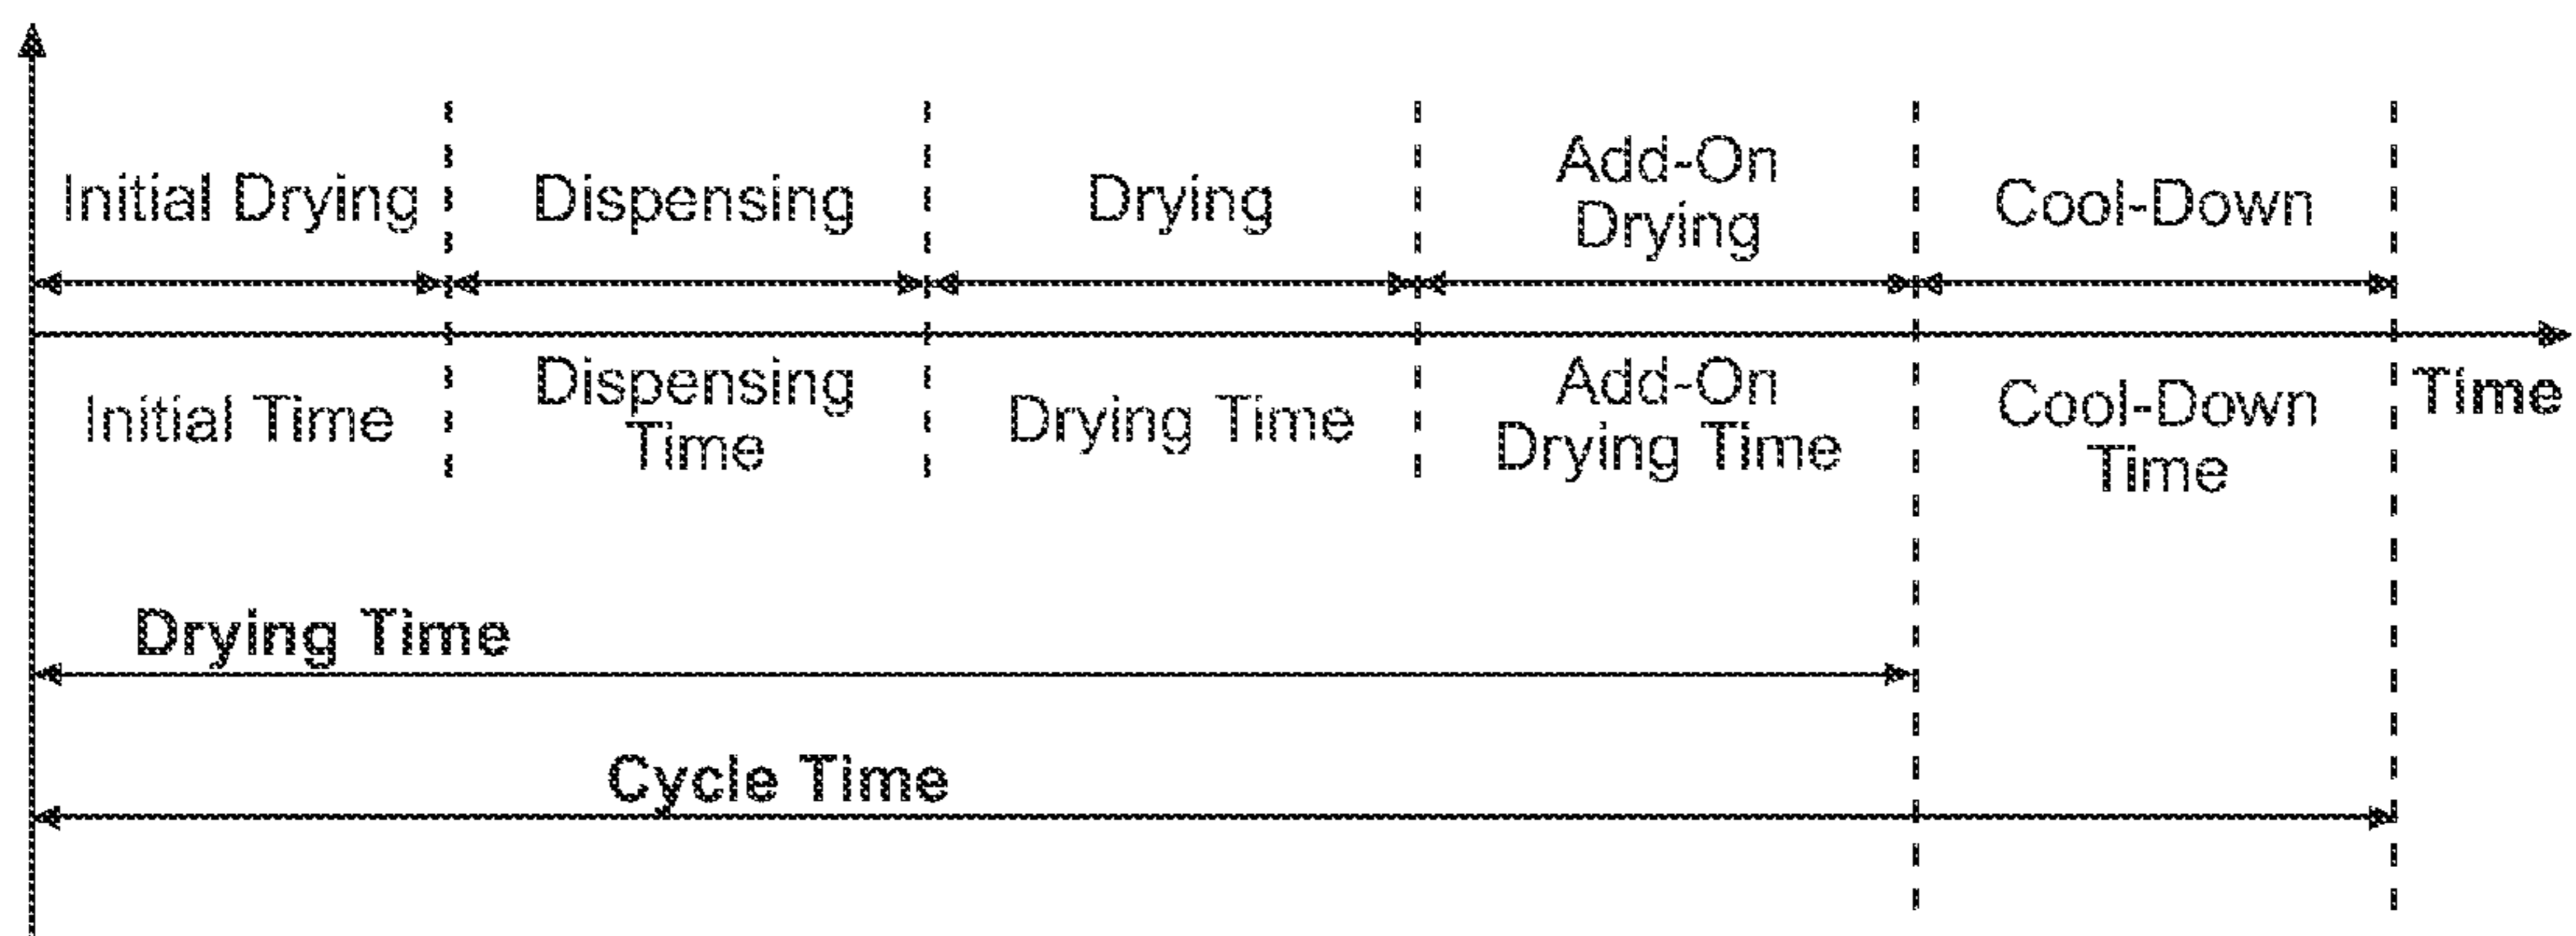 Initial Drying
Dispensing
Drying
Add-On
Drying
Cool-Down
Initial Time
Dispensing
Time
Drying Time
Add-On
Drying Time
Cool-Down
Time
Time
Drying Time
Cycle Time